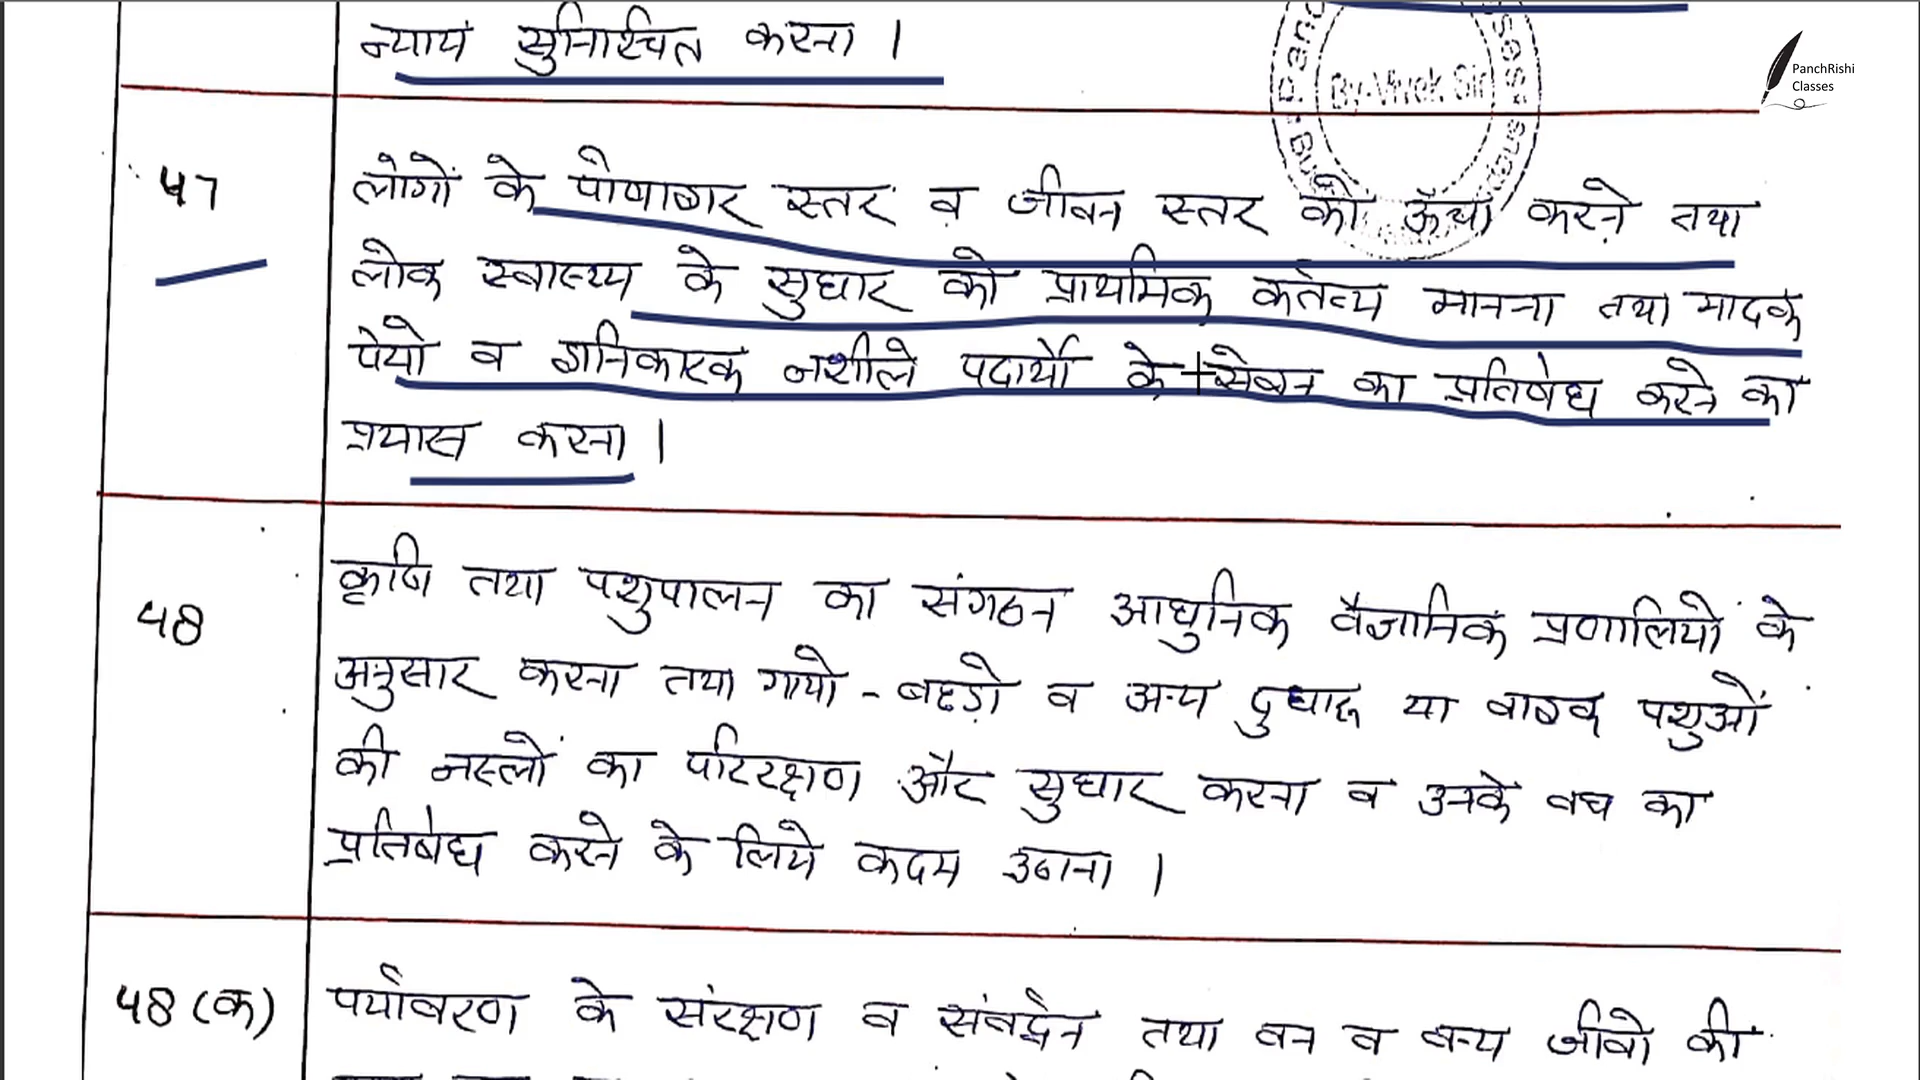 न्याय सुनिश्चित करना ।
By-Vivek Sir
PanchRishi
Classes
47
लोगों के पोषाहार स्तर व जीवन स्तर को ऊँचा करने तथा
लोक स्वास्थ्य के सुधार को प्राथमिक कर्तव्य मानना तथा मादक
पेयो व हानिकारक नशीले पदार्थों के सेवन का प्रतिषेध करने का
प्रयास करना ।
48
कृषि तथा पशुपालन का संगठन आधुनिक वैज्ञानिक प्रणालियों के
अनुसार करना तथा गायो - बछड़ो व अन्य दुधारू या वाहक पशुओं
की नस्लों का परिरक्षण और सुधार करना व उनके वध का
प्रतिषेध करने के लिये कदम उठाना ।
48 (क)
पर्यावरण के संरक्षण व संवर्द्धन तथा वन व वन्य जीवो की